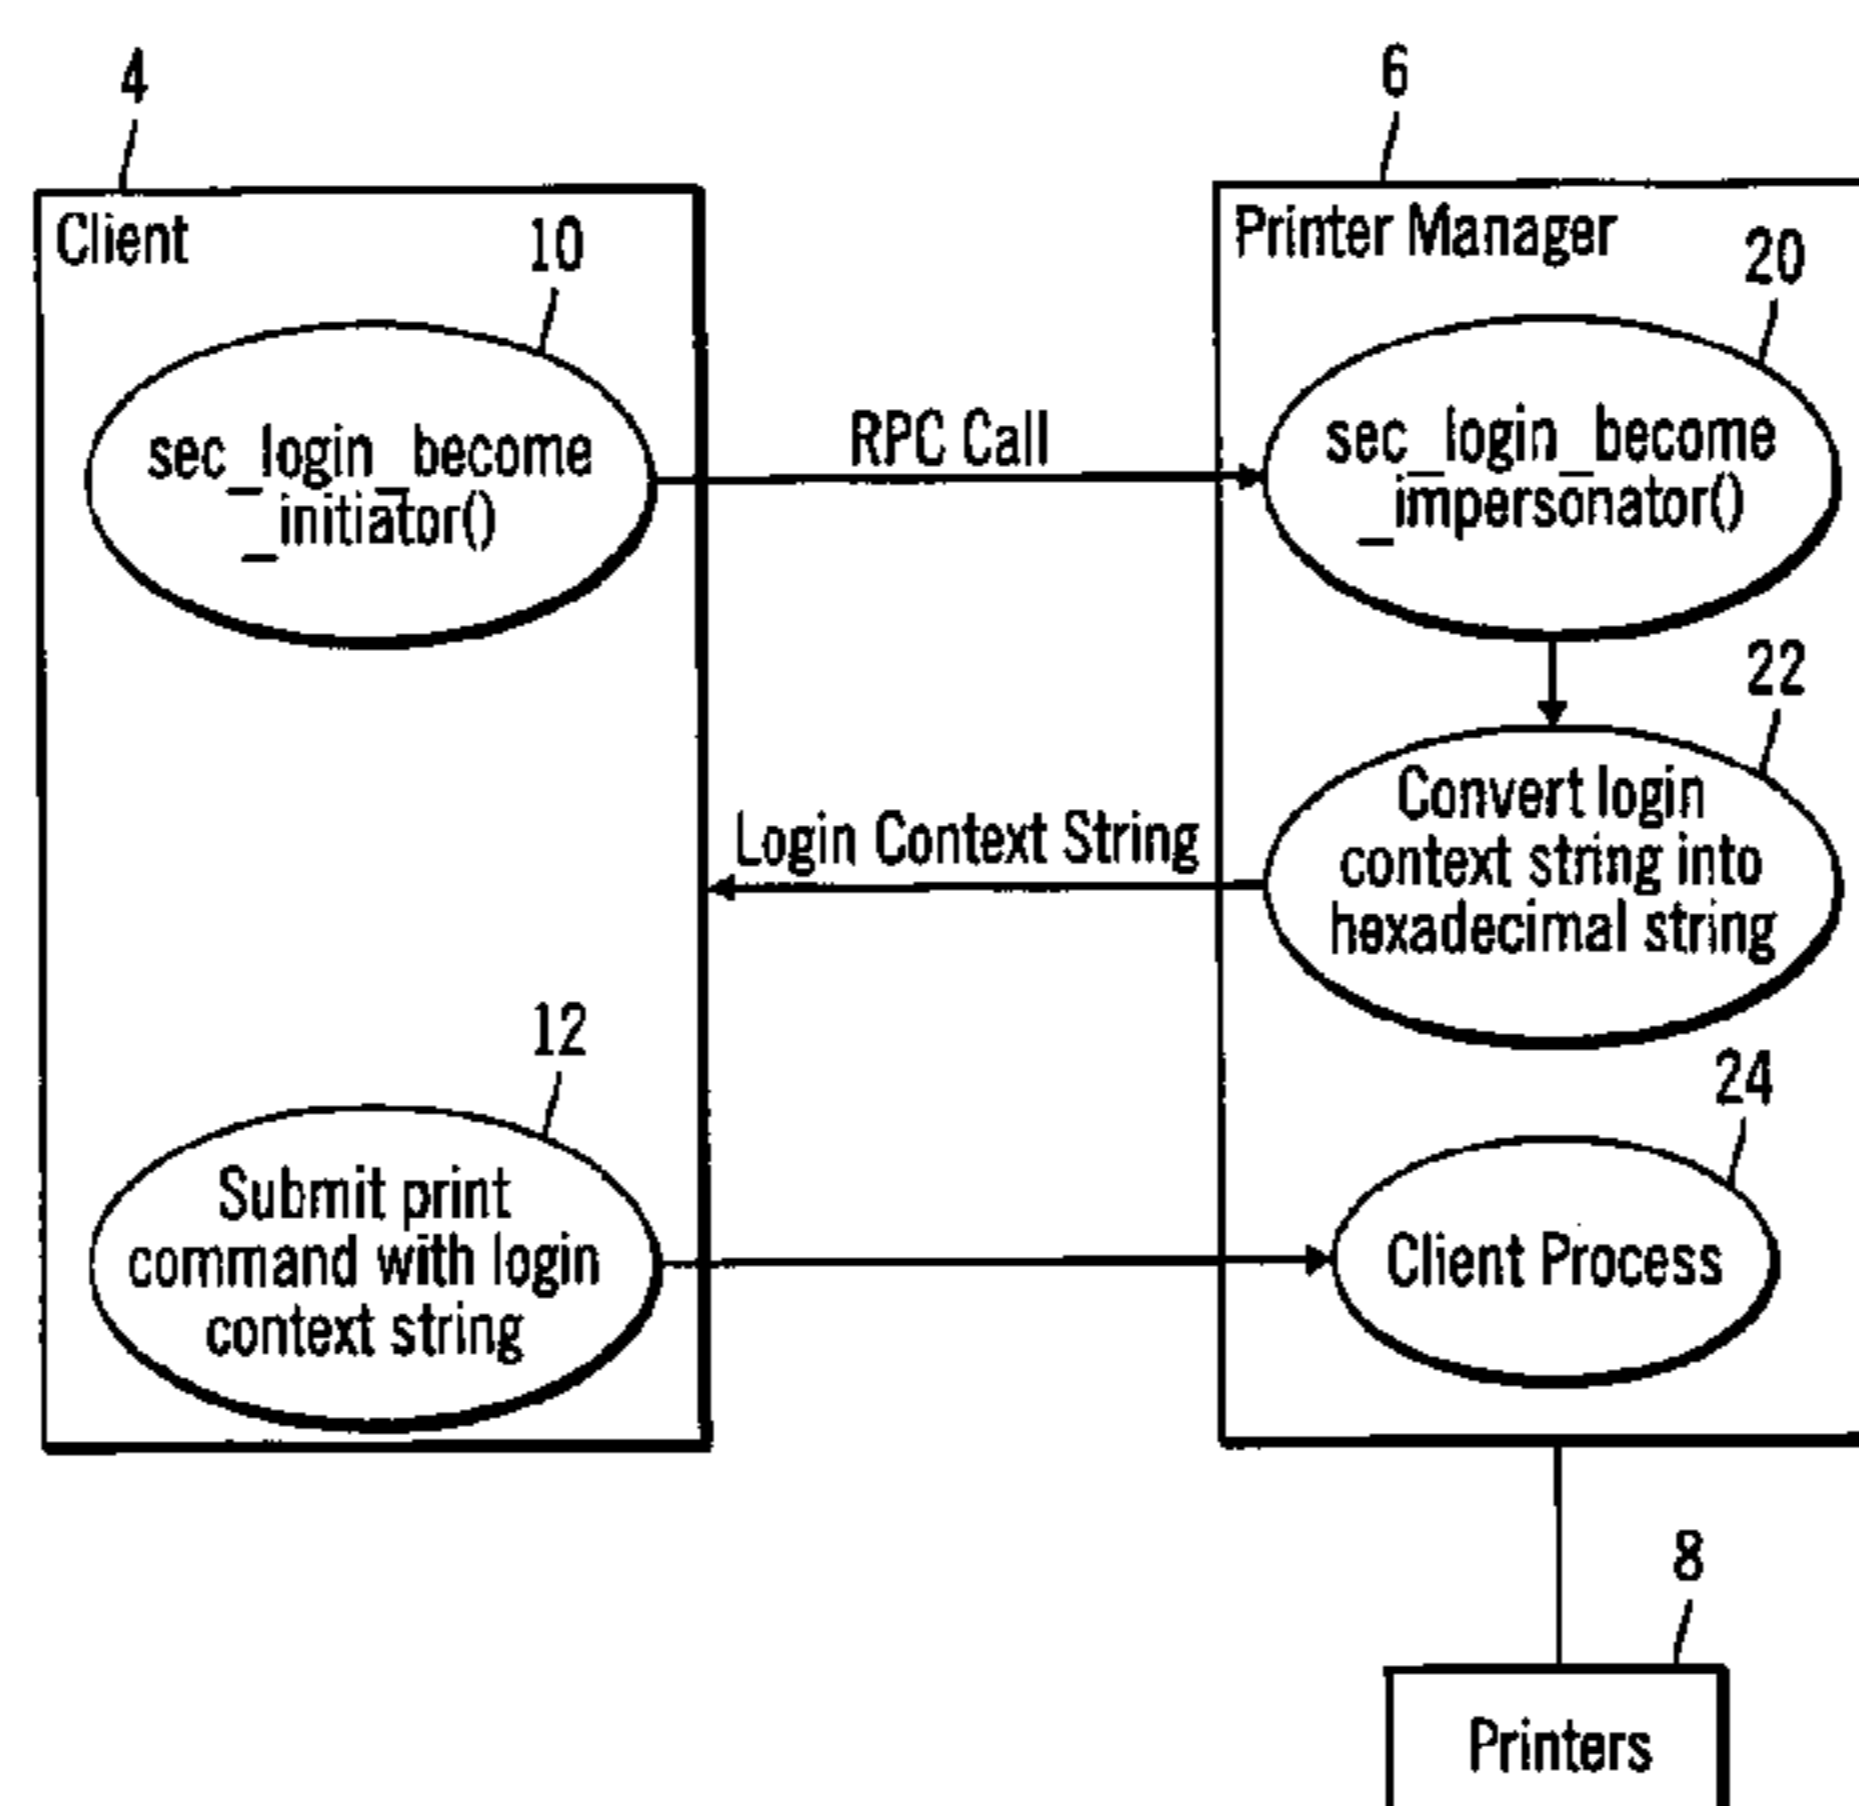 4
6
Client
10
Printer Manager
20
sec_login_become
_initiator()
RPC Call
sec_login_become
_impersonator()
22
Convert login
context string into
hexadecimal string
Login Context String
12
24
Submit print
command with login
context string
Client Process
8
Printers